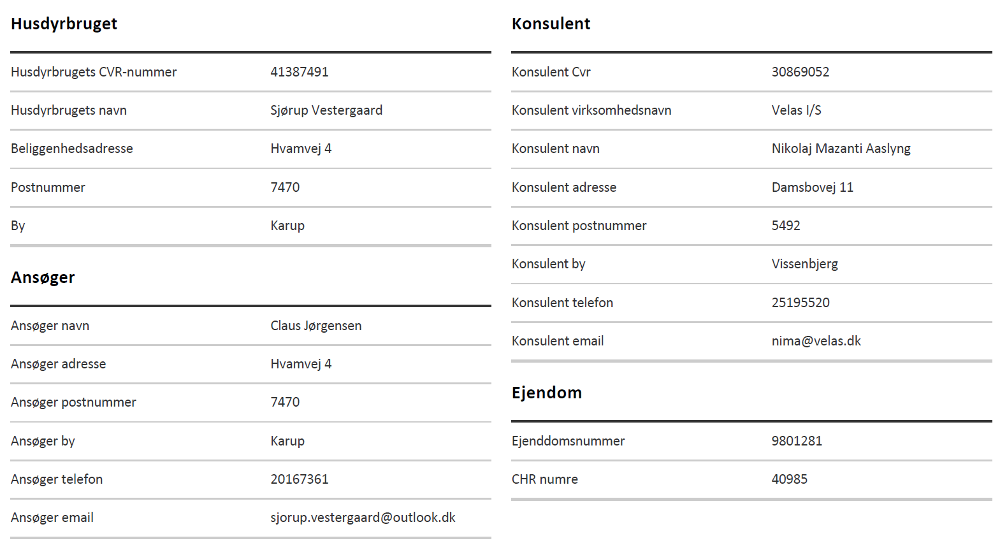 Husdyrbruget
Husdyrbrugets CVR-nummer 41387491
Husdyrbrugets navn Sjørup Vestergaard
Beliggenhedsadresse Hvamvej 4
Postnummer 7470
By Karup
Ansøger
Ansøger navn Claus Jørgensen
Ansøger adresse Hvamvej 4
Ansøger postnummer 7470
Ansøger by Karup
Ansøger telefon 20167361
Ansøger email sjorup.vestergaard@outlook.dk
Konsulent
Konsulent Cvr 30869052
Konsulent virksomhedsnavn Velas I/S
Konsulent navn Nikolaj Mazanti Aaslyng
Konsulent adresse Damsbovej 11
Konsulent postnummer 5492
Konsulent by Vissenbjerg
Konsulent telefon 25195520
Konsulent email nima@velas.dk
Ejendom
Ejenddomsnummer 9801281
CHR numre 40985